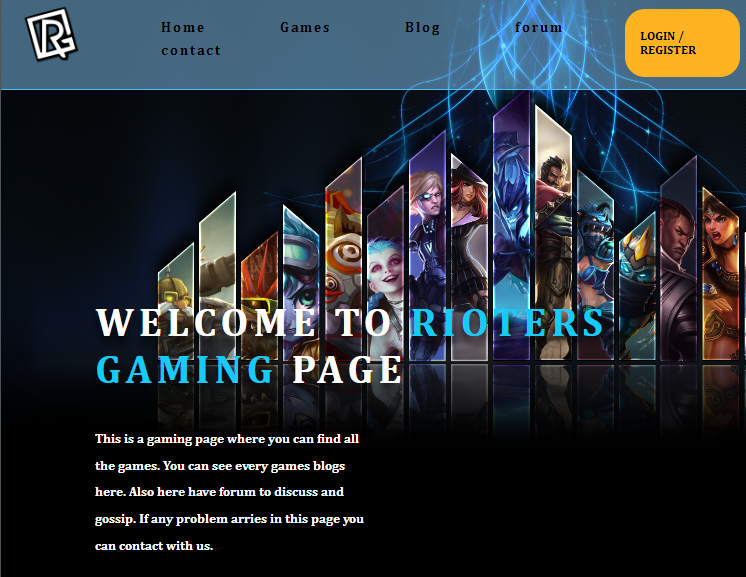 Home Games Blog forum
contact
LOGIN /
REGISTER
WELCOME TO RIOTERS
GAMING PAGE
This is a gaming page where you can find all
the games. You can see every games blogs
here. Also here have forum to discuss and
gossip. If any problem arries in this page you
can contact with us.